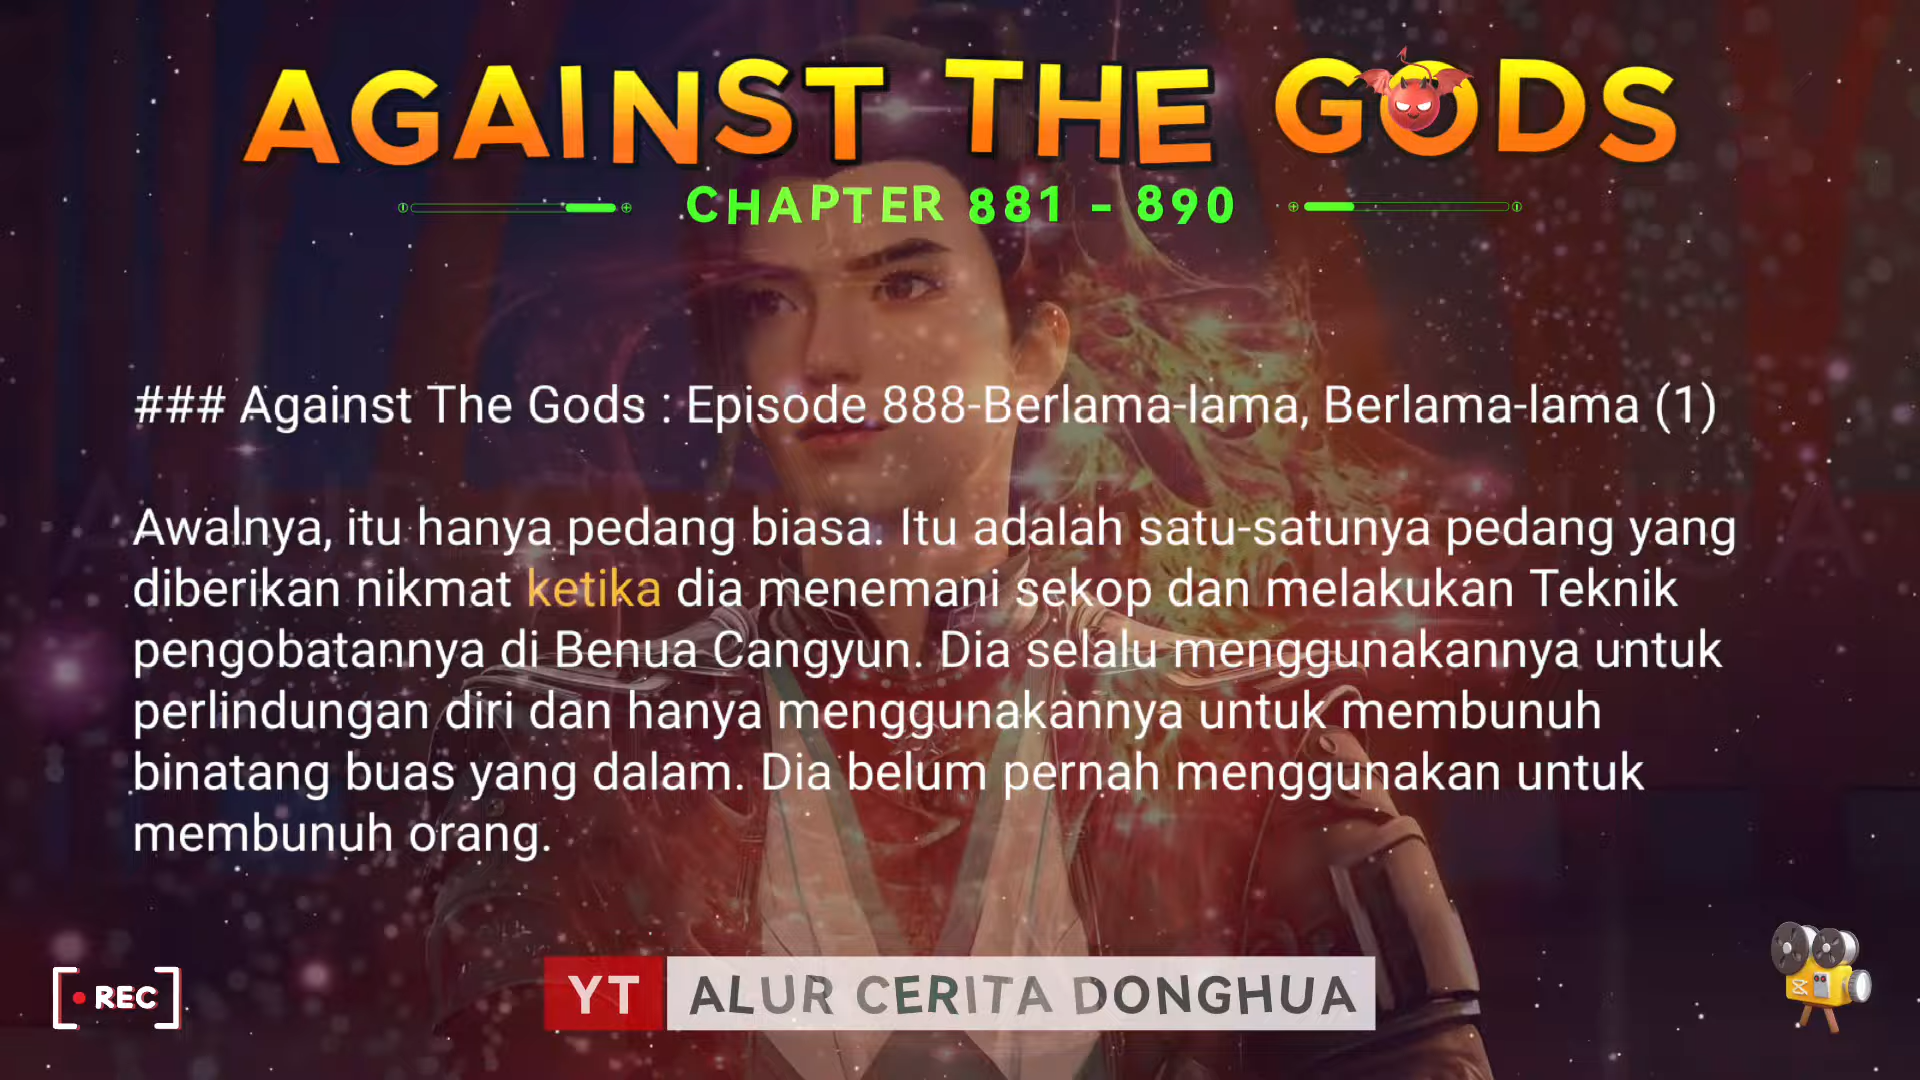 AGAINST THE GODS
CHAPTER 881 - 890
### Against The Gods : Episode 888-Berlama-lama, Berlama-lama (1)
Awalnya, itu hanya pedang biasa. Itu adalah satu-satunya pedang yang
diberikan nikmat ketika dia menemani sekop dan melakukan Teknik
pengobatannya di Benua Cangyun. Dia selalu menggunakannya untuk
perlindungan diri dan hanya menggunakannya untuk membunuh
binatang buas yang dalam. Dia belum pernah menggunakan untuk
membunuh orang.
REC
YT ALUR CERITA DONGHUA